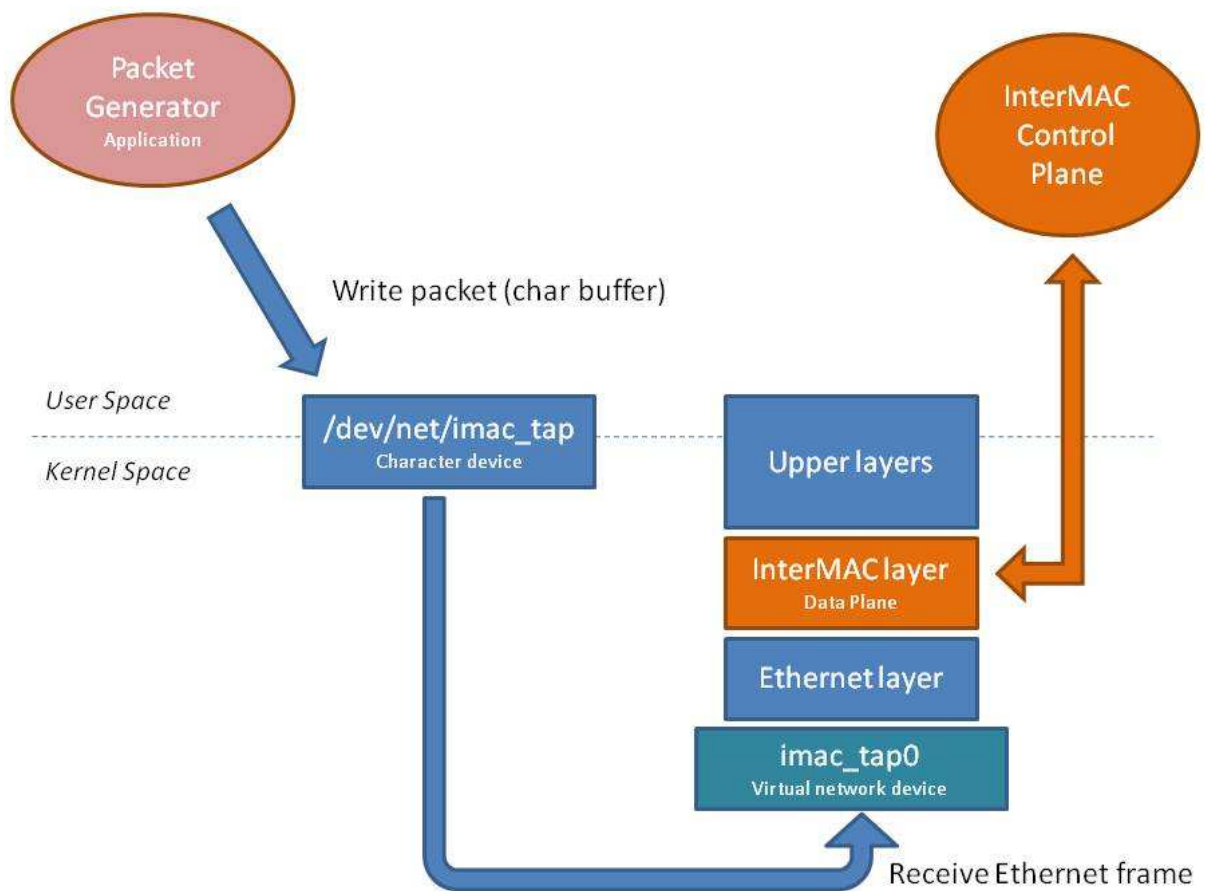 Packet
Generator
Application
InterMAC
Control
Plane
Write packet (char buffer)
User Space
/dev/net/imac_tap
Character device
Kernel Space
Upper layers
InterMAC layer
Data Plane
Ethernet layer
imac_tap0
Virtual network device
Receive Ethernet frame